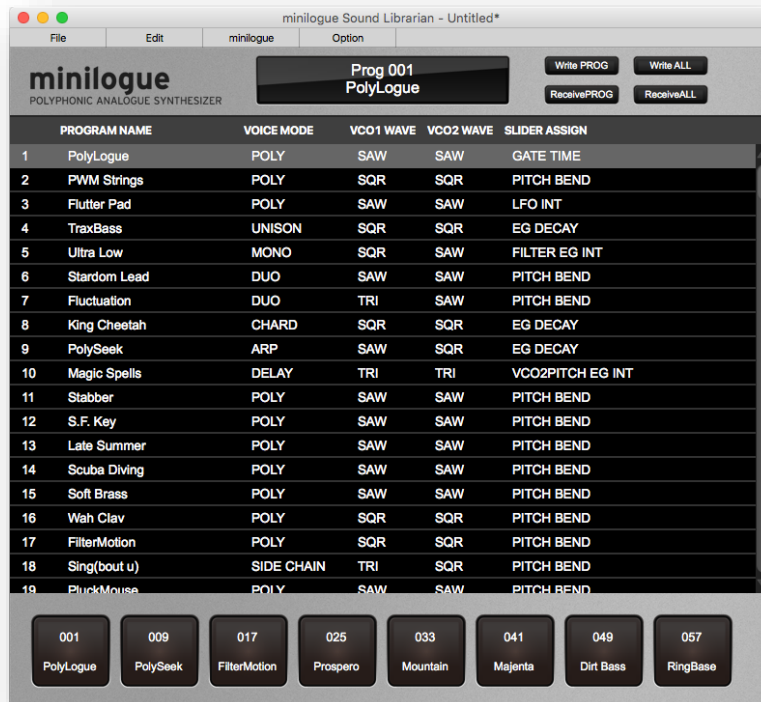 minilogue Sound Librarian - Untitled*
File Edit minilogue Option
minilogue
POLYPHONIC ANALOGUE SYNTHESIZER
Prog 001
PolyLogue
Write PROG Write ALL
ReceivePROG ReceiveALL
PROGRAM NAME VOICE MODE VCO1 WAVE VCO2 WAVE SLIDER ASSIGN
1 PolyLogue POLY SAW SAW GATE TIME
2 PWM Strings POLY SQR SQR PITCH BEND
3 Flutter Pad POLY SAW SAW LFO INT
4 TraxBass UNISON SQR SQR EG DECAY
5 Ultra Low MONO SQR SAW FILTER EG INT
6 Stardom Lead DUO SAW SAW PITCH BEND
7 Fluctuation DUO TRI SAW PITCH BEND
8 King Cheetah CHARD SQR SQR EG DECAY
9 PolySeek ARP SAW SQR EG DECAY
10 Magic Spells DELAY TRI TRI VCO2PITCH EG INT
11 Stabber POLY SAW SAW PITCH BEND
12 S.F. Key POLY SAW SAW PITCH BEND
13 Late Summer POLY SAW SAW PITCH BEND
14 Scuba Diving POLY SAW SAW PITCH BEND
15 Soft Brass POLY SAW SAW PITCH BEND
16 Wah Clav POLY SQR SQR PITCH BEND
17 FilterMotion POLY SQR SQR PITCH BEND
18 Sing(bout u) SIDE CHAIN TRI SQR PITCH BEND
19 PluckMouse POLY SAW SAW PITCH BEND
001 009 017 025 033 041 049 057
PolyLogue PolySeek FilterMotion Prospero Mountain Majenta Dirt Bass RingBase